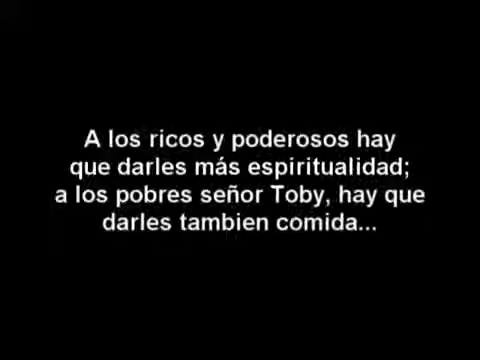 A los ricos y poderosos hay
que darles más espiritualidad;
a los pobres señor Toby, hay que
darles tambien comida...